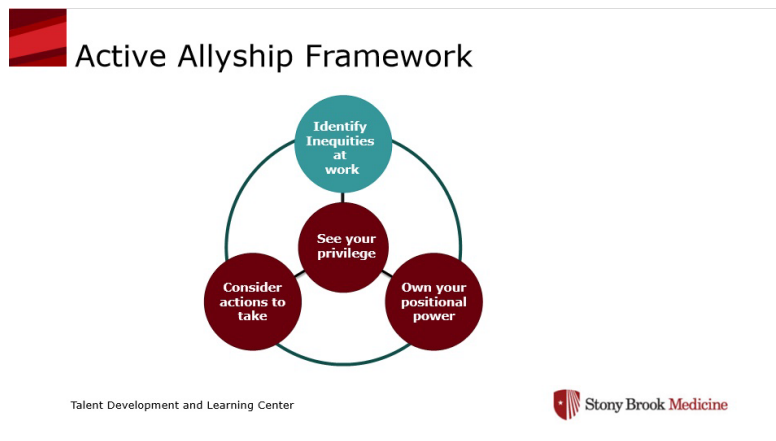 Active Allyship Framework
Identify
Inequities
at
work
See your
privilege
Consider
actions to
take
Own your
positional
power
Talent Development and Learning Center
Stony Brook Medicine